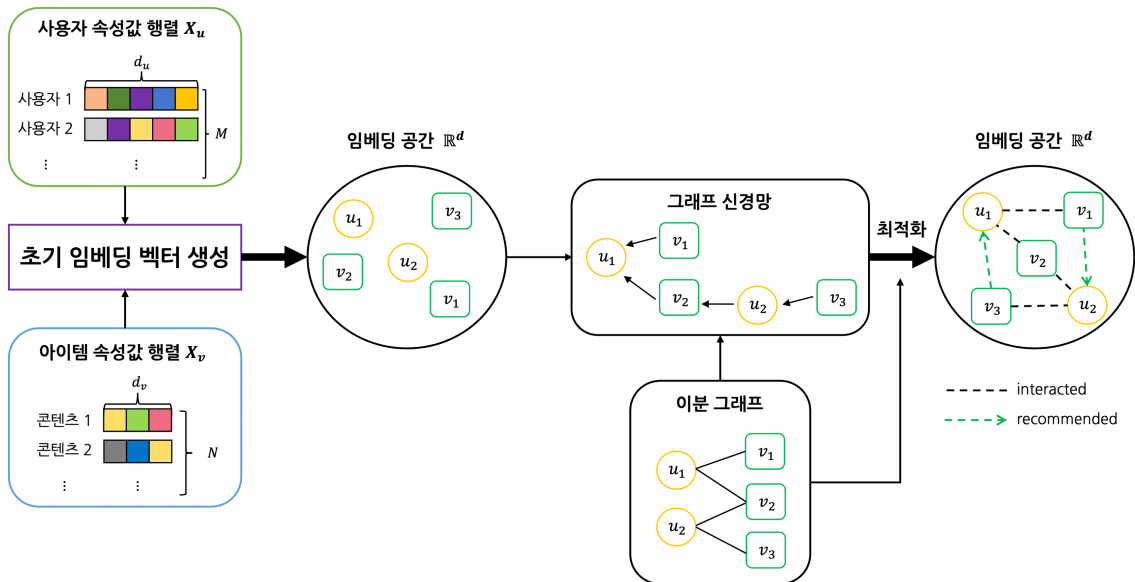 사용자 속성값 행렬 X_u
d_u
사용자 1
사용자 2
M
⋮ ⋮
초기 임베딩 벡터 생성
아이템 속성값 행렬 X_v
d_v
콘텐츠 1
콘텐츠 2
N
⋮ ⋮
임베딩 공간 ℝ^d
u_1
v_3
u_2
v_2
v_1
그래프 신경망
v_1
u_1
v_2
u_2
v_3
이분 그래프
v_1
u_1
v_2
u_2
v_3
최적화
임베딩 공간 ℝ^d
u_1
v_1
v_2
v_3
u_2
interacted
recommended